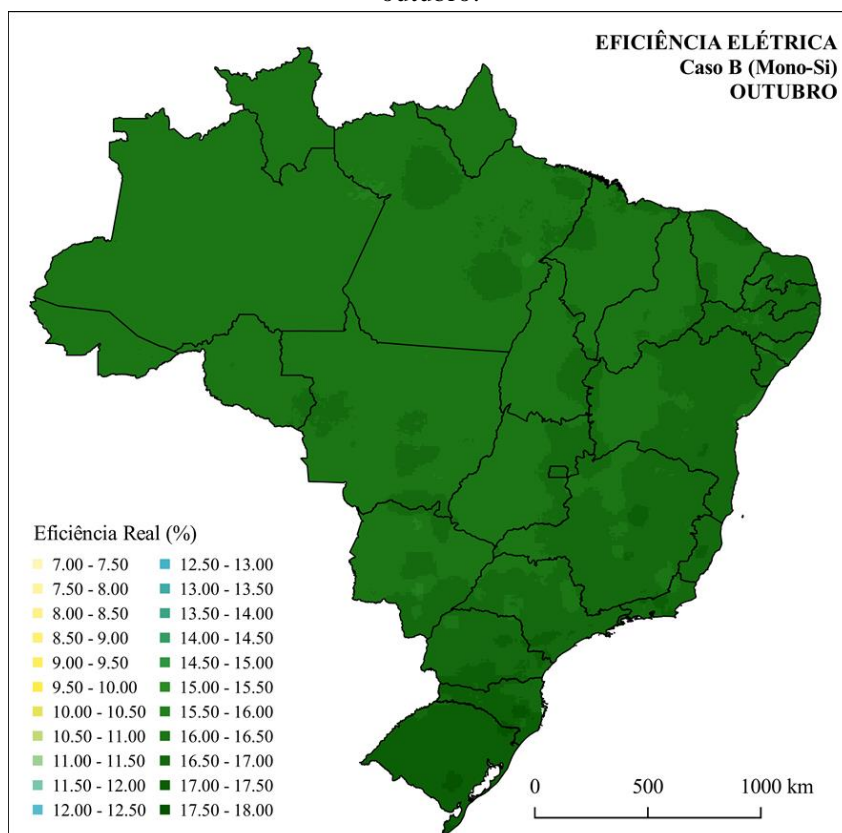 outubro.
EFICIÊNCIA ELÉTRICA
Caso B (Mono-Si)
OUTUBRO
Eficiência Real (%)
7.00 - 7.50
7.50 - 8.00
8.00 - 8.50
8.50 - 9.00
9.00 - 9.50
9.50 - 10.00
10.00 - 10.50
10.50 - 11.00
11.00 - 11.50
11.50 - 12.00
12.00 - 12.50
12.50 - 13.00
13.00 - 13.50
13.50 - 14.00
14.00 - 14.50
14.50 - 15.00
15.00 - 15.50
15.50 - 16.00
16.00 - 16.50
16.50 - 17.00
17.00 - 17.50
17.50 - 18.00
0 500 1000 km